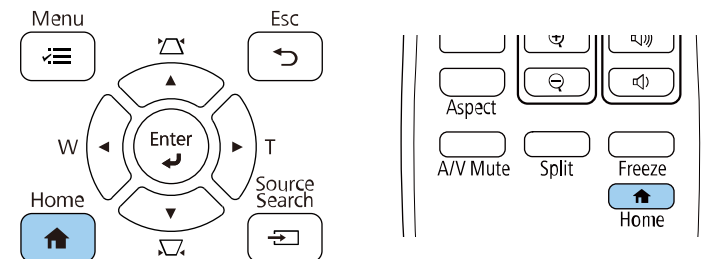 Menu
Esc
W
Enter
T
Home
Source
Search
Aspect
A/V Mute
Split
Freeze
Home